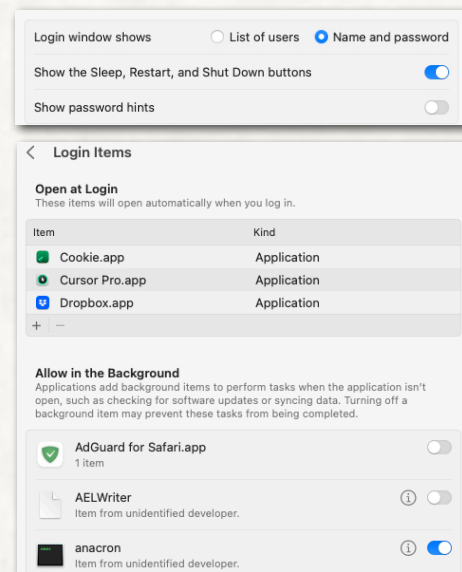 Login window shows List of users Name and password
Show the Sleep, Restart, and Shut Down buttons
Show password hints
Login Items
Open at Login
These items will open automatically when you log in.
Item Kind
Cookie.app Application
Cursor Pro.app Application
Dropbox.app Application
Allow in the Background
Applications add background items to perform tasks when the application isn't
open, such as checking for software updates or syncing data. Turning off a
background item may prevent these tasks from being completed.
AdGuard for Safari.app
1 item
AELWriter
Item from unidentified developer.
anacron
Item from unidentified developer.